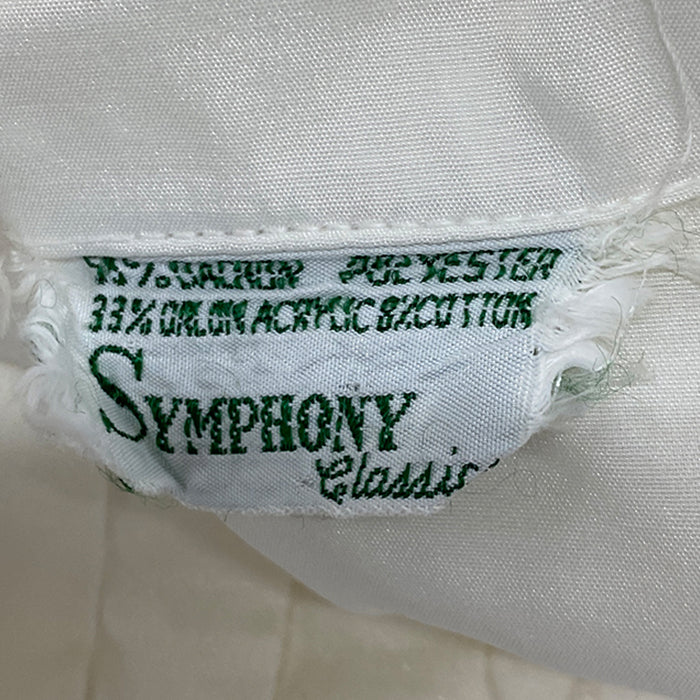 % DACRON POLYESTER
33% ORLON ACRYLIC 8% COTTON
SYMPHONY
Classic